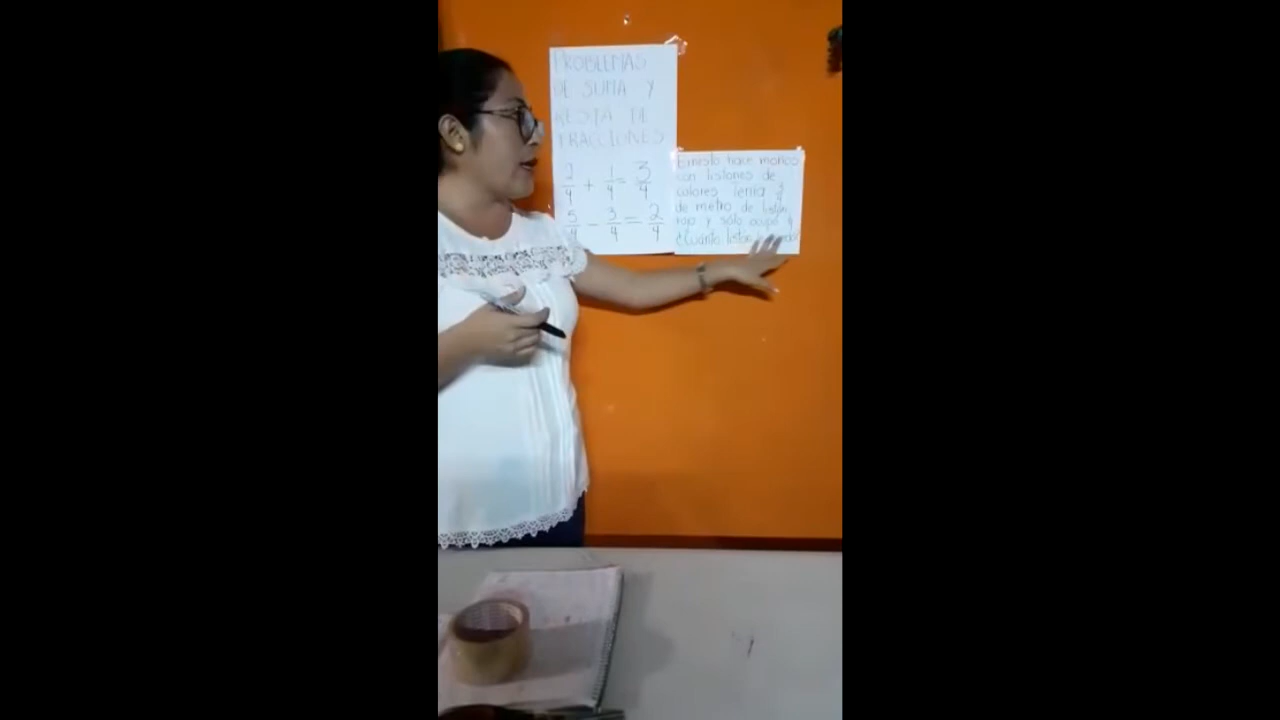 PROBLEMAS
DE SUMA Y
RESTA DE
FRACCIONES
2/4 + 1/4 = 3/4
5/4 - 3/4 = 2/4
Ernesto hace moños
con listones de
colores tenía
de metro de listón
rojo y sólo ocupó
¿Cuánto listón